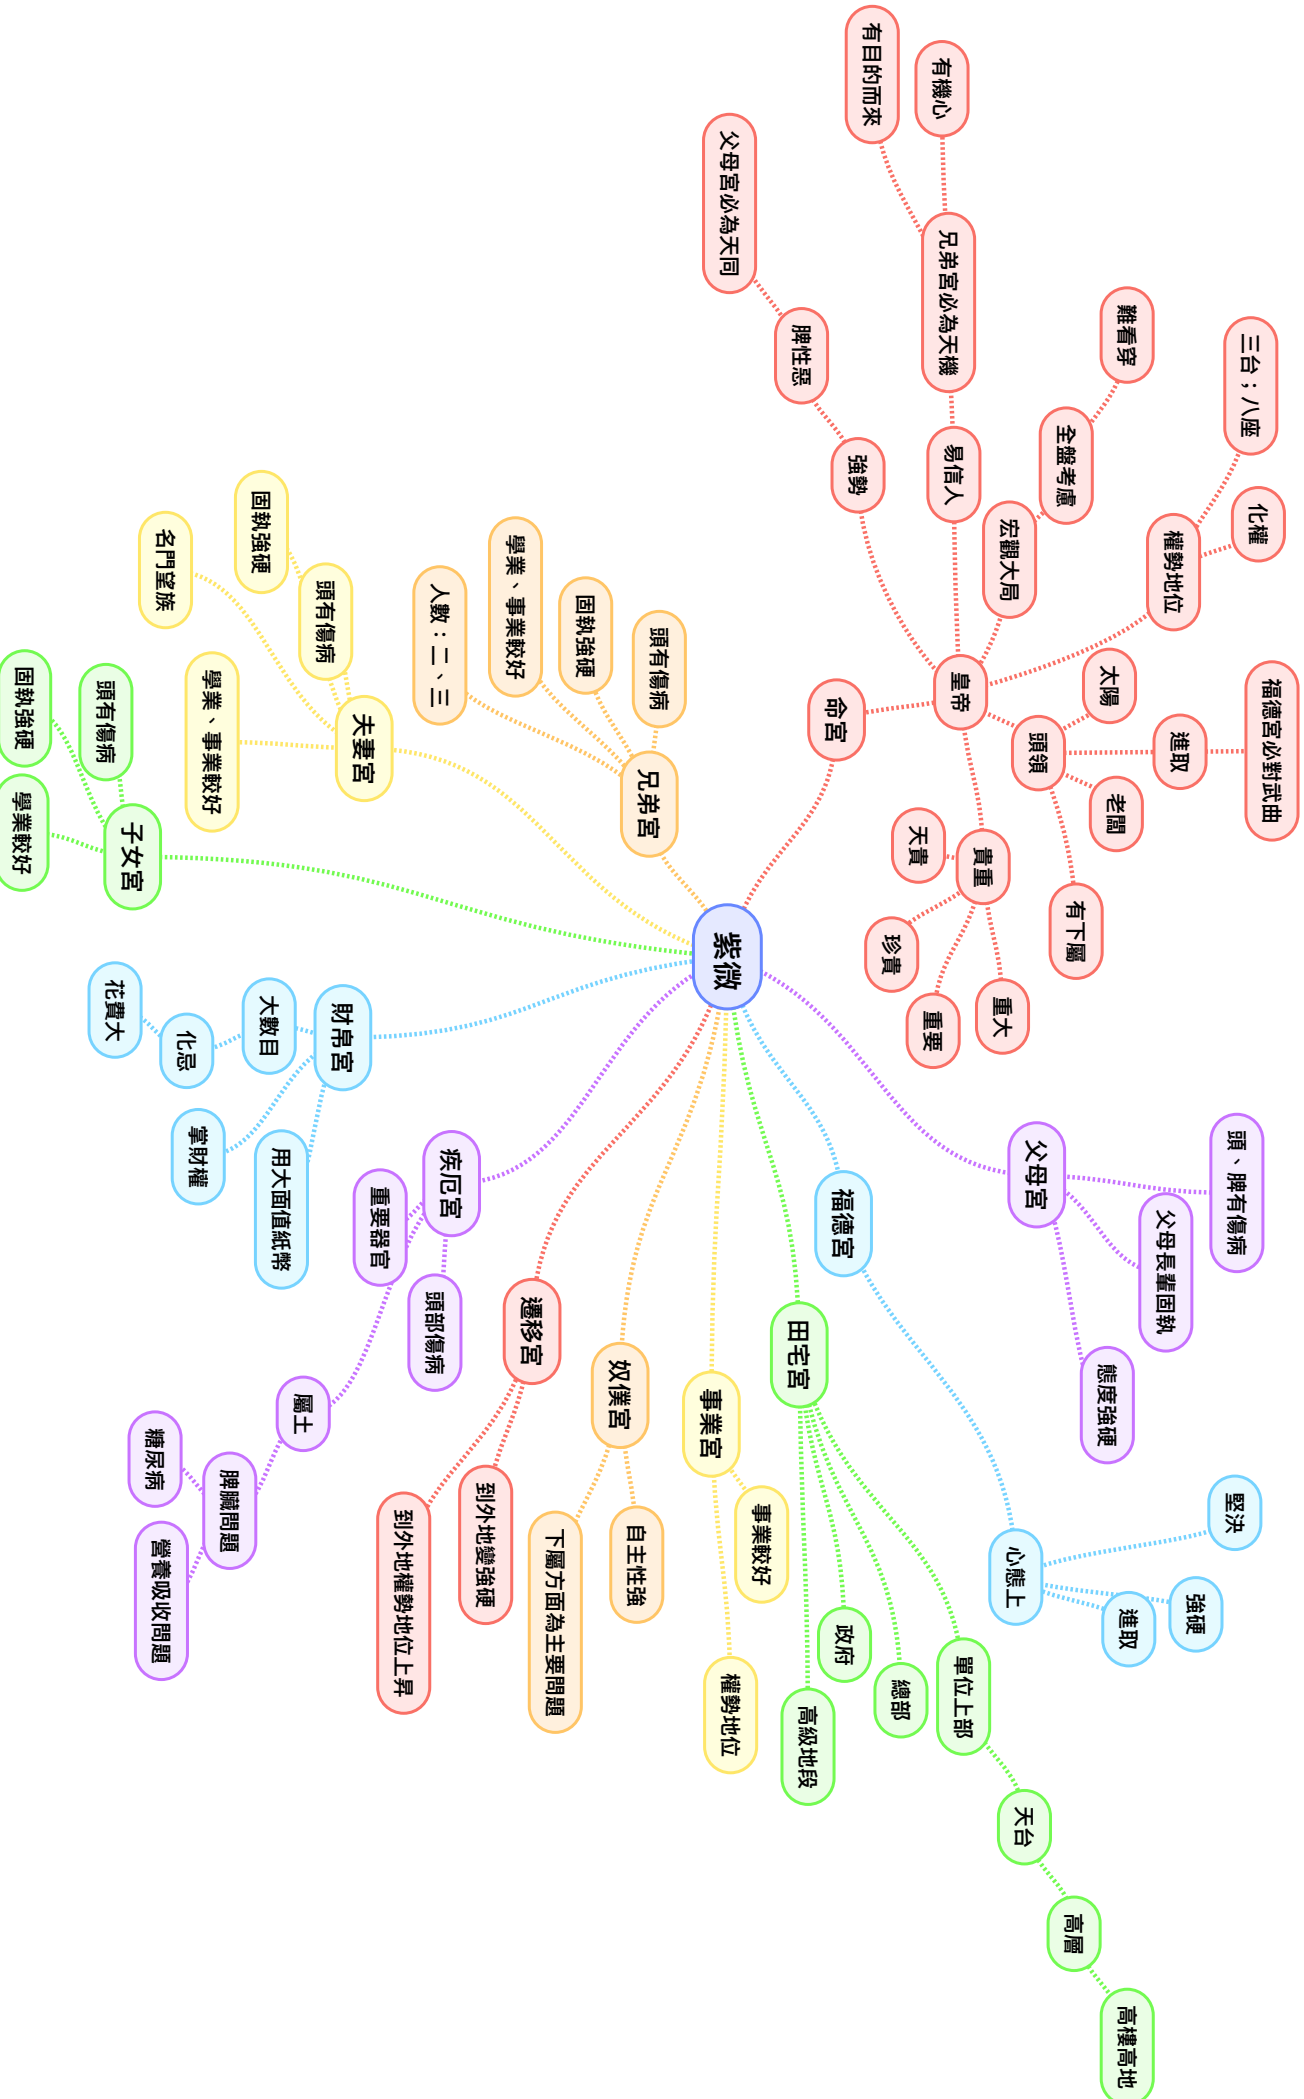 紫微
命宮
皇帝
權勢地位
三台；八座
化權
宏觀大局
全盤考慮
難看穿
易信人
兄弟宮必為天機
有機心
有目的而來
強勢
脾性惡
父母宮必為天同
頭領
太陽
進取
福德宮必對武曲
老闆
有下屬
貴重
天貴
珍貴
重要
重大
兄弟宮
頭有傷病
固執強硬
學業、事業較好
人數：二、三
夫妻宮
頭有傷病
固執強硬
名門望族
學業、事業較好
子女宮
頭有傷病
固執強硬
學業較好
財帛宮
大數目
化忌
花費大
掌財權
用大面值紙幣
疾厄宮
重要器官
頭部傷病
屬土
脾臟問題
糖尿病
營養吸收問題
遷移宮
到外地變強硬
到外地權勢地位上昇
奴僕宮
自主性強
下屬方面為主要問題
事業宮
事業較好
權勢地位
田宅宮
單位上部
天台
高層
高樓高地
總部
政府
高級地段
福德宮
心態上
堅決
強硬
進取
父母宮
頭、脾有傷病
父母長輩固執
態度強硬